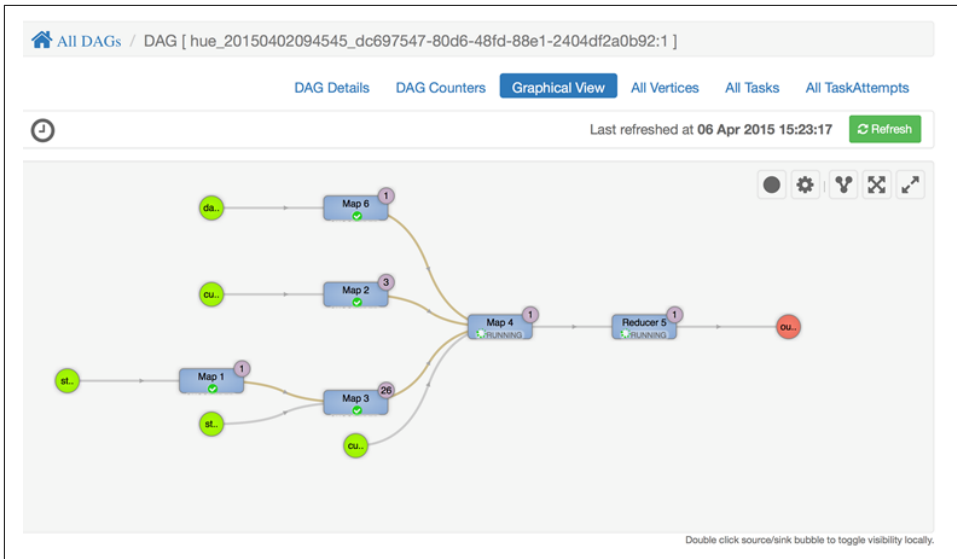 All DAGs / DAG [ hue_20150402094545_dc697547-80d6-48fd-88e1-2404df2a0b92:1 ]
DAG Details DAG Counters Graphical View All Vertices All Tasks All TaskAttempts
Last refreshed at 06 Apr 2015 15:23:17 Refresh
da..
Map 6
1
cu..
Map 2
3
Map 4
1
RUNNING
Reducer 5
1
RUNNING
ou..
st..
Map 1
1
Map 3
26
st..
cu..
Double click source/sink bubble to toggle visibility locally.